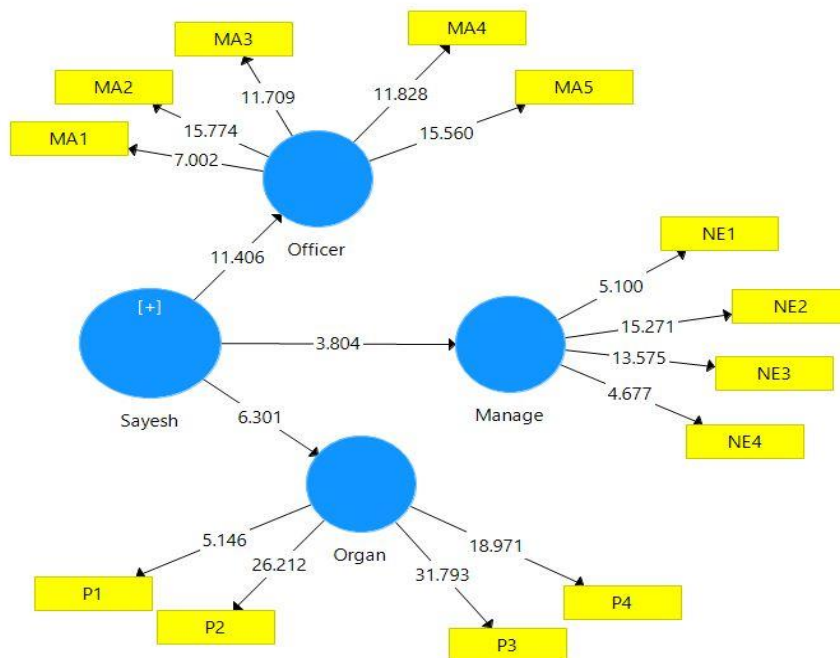 MA3
MA4
MA2
MA5
MA1
11.709
11.828
15.774
15.560
7.002
Officer
11.406
NE1
5.100
[+]
15.271
NE2
3.804
13.575
NE3
4.677
Sayesh
Manage
NE4
6.301
Organ
5.146
26.212
31.793
18.971
P1
P2
P3
P4